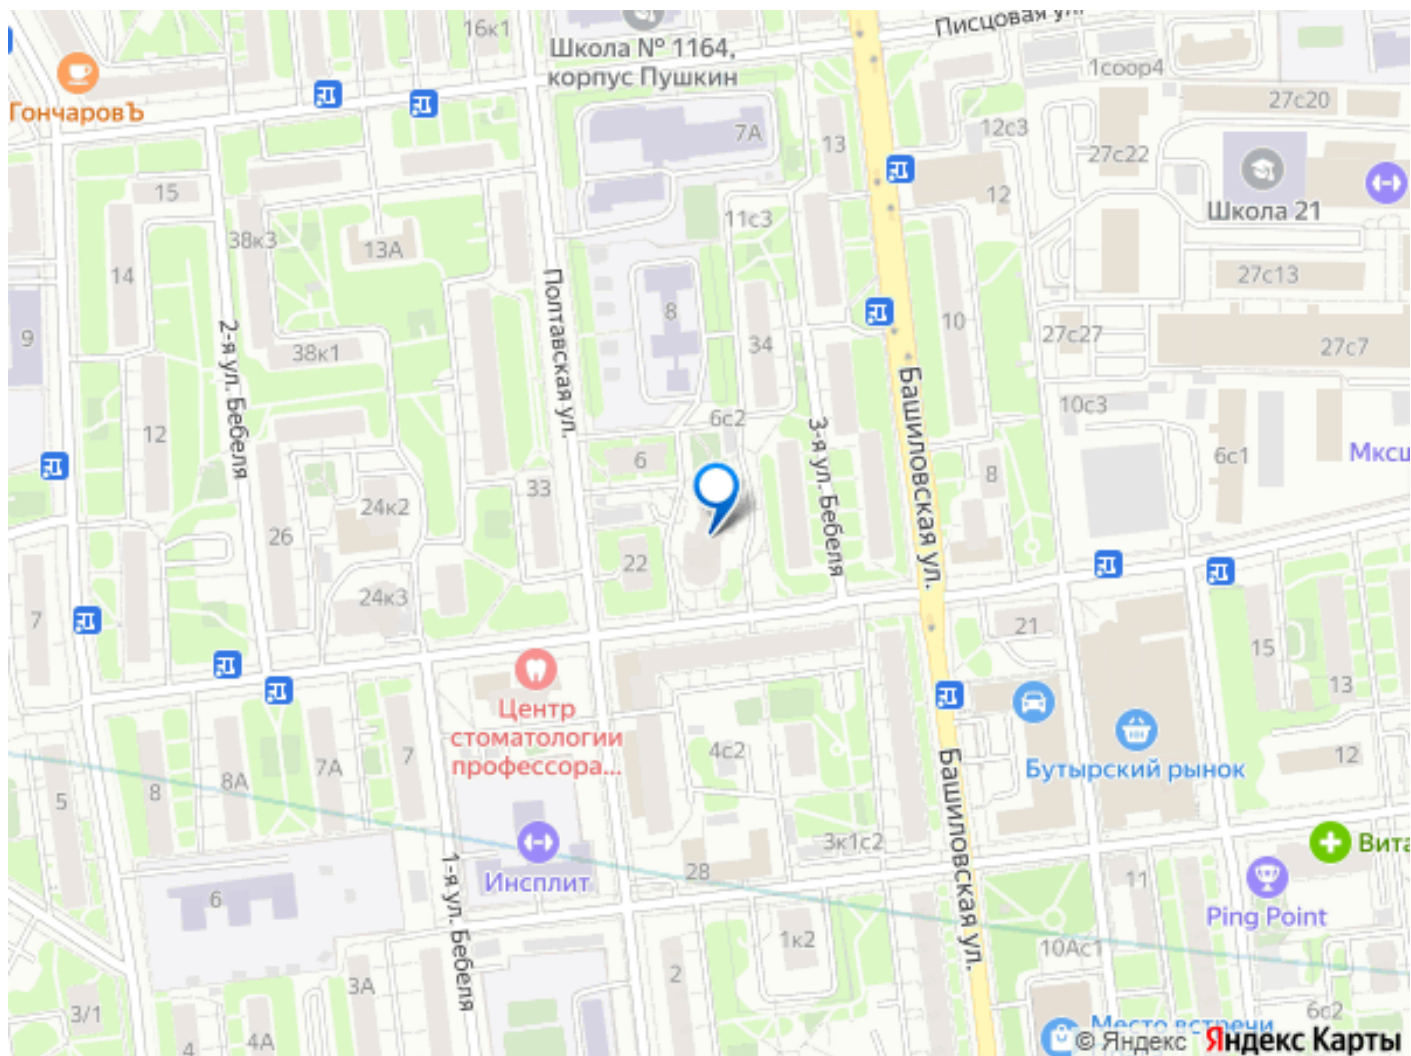 16к1
Писцовая ул.
Школа № 1164,
корпус Пушкин
1соор4
ГончаровЪ
27с20
7А
13
12с3
27с22
15
12
Школа 21
11с3
38к3
13А
14
27с13
8
9
10
27с27
38к1
34
27с7
2-я ул. Бебеля
Полтавская ул.
Башиловская ул.
10с3
6с2
3-я ул. Бебеля
12
6с1
6
8
33
24к2
26
22
24к3
7
21
15
13
Центр
стоматологии
профессора...
4с2
7
7А
8А
8
5
12
Бутырский рынок
Башиловская ул.
3к1с2
28
11
Инсплит
1-я ул. Бебеля
6
Ping Point
1к2
10Ас1
2
3А
3/1
4А
4
6с2
Место встречи
© Яндекс Яндекс Карты